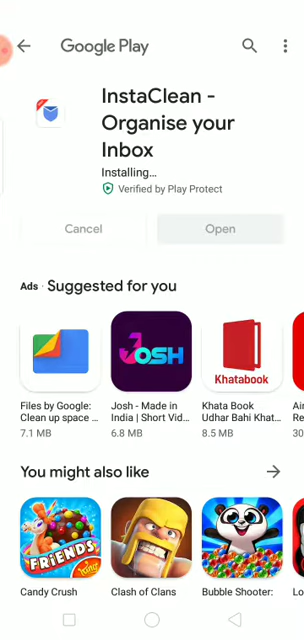 Google Play
InstaClean -
Organise your
Inbox
Installing...
Verified by Play Protect
Cancel
Open
Ads · Suggested for you
JOSH
Khatabook
Files by Google:
Clean up space ...
7.1 MB
Josh - Made in
India | Short Vid...
6.8 MB
Khata Book
Udhar Bahi Khat...
8.5 MB
You might also like
FRIENDS
King
Candy Crush
Clash of Clans
Bubble Shooter: